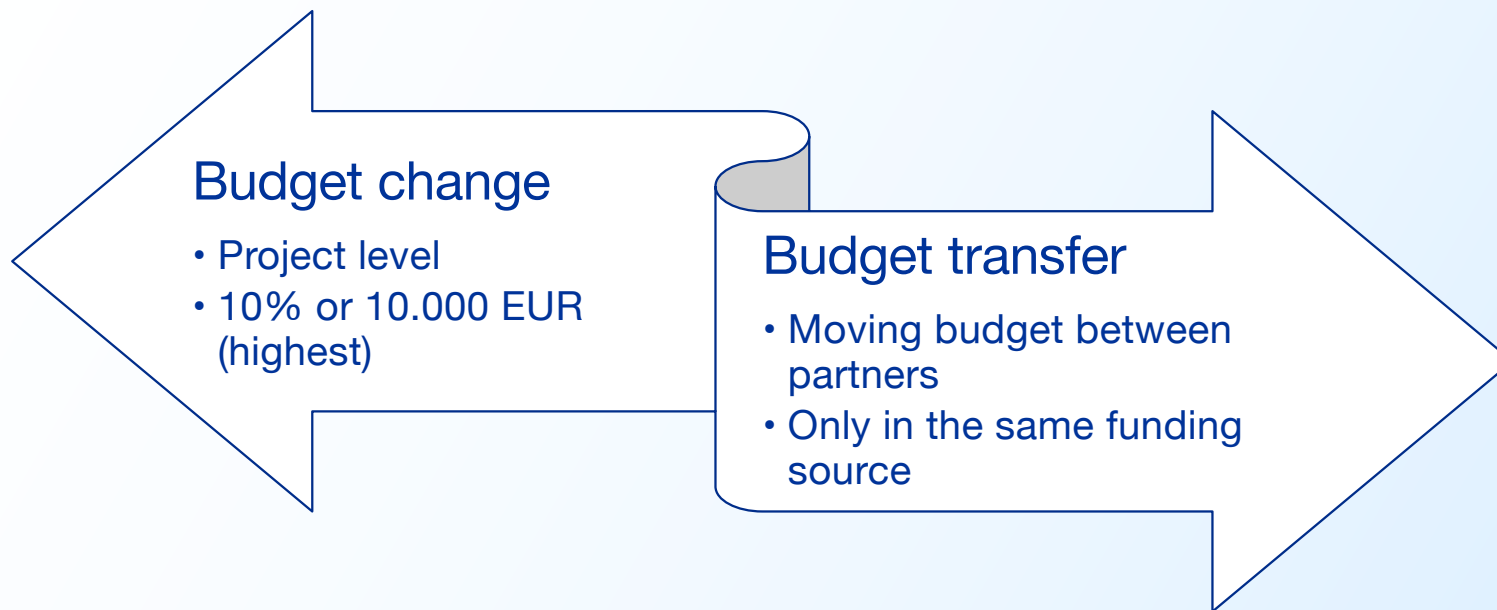 Budget change
• Project level
• 10% or 10.000 EUR
(highest)
Budget transfer
• Moving budget between
partners
• Only in the same funding
source